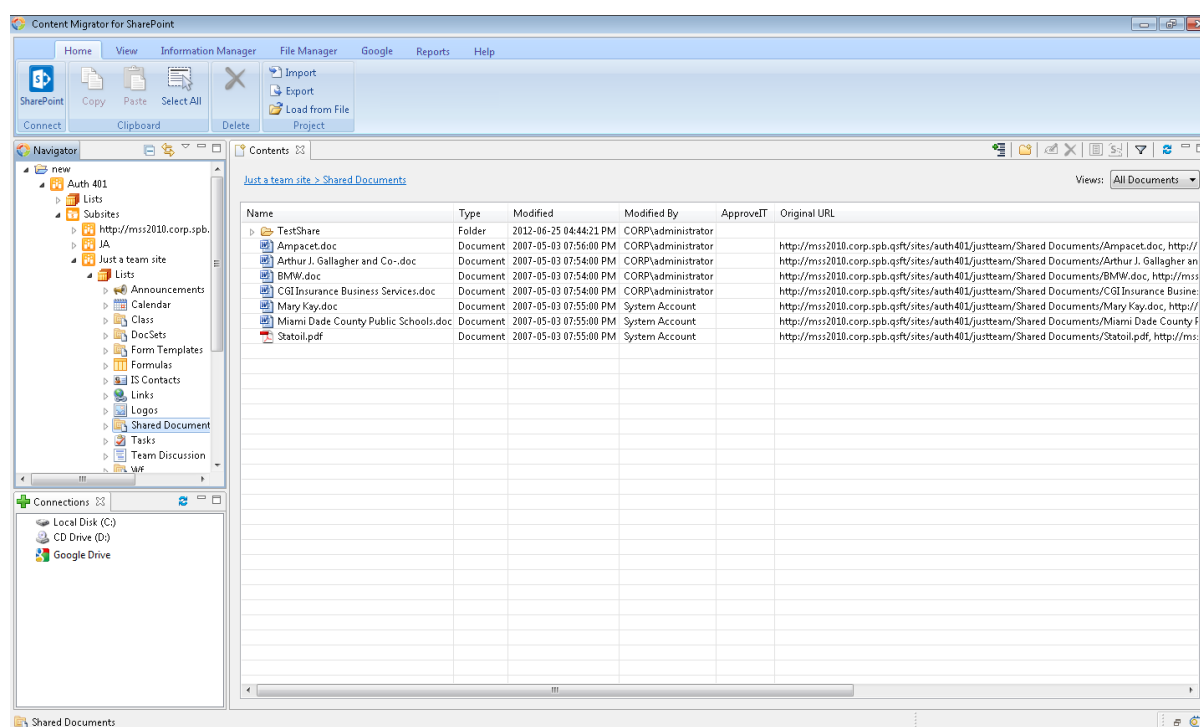 Content Migrator for SharePoint
Home View Information Manager File Manager Google Reports Help
SharePoint Copy Paste Select All Import
Export
Load from File
Connect Clipboard Delete Project
Navigator
new
Auth 401
Lists
Subsites
http://mss2010.corp.spb.
JA
Just a team site
Lists
Announcements
Calendar
Class
DocSets
Form Templates
Formulas
IS Contacts
Links
Logos
Shared Document
Tasks
Team Discussion
Wf
Connections
Local Disk (C:)
CD Drive (D:)
Google Drive
Contents
Just a team site > Shared Documents
Views: All Documents
Name Type Modified Modified By ApproveIT Original URL
TestShare Folder 2012-06-25 04:44:21 PM CORP\administrator
Ampacet.doc Document 2007-05-03 07:56:00 PM CORP\administrator http://mss2010.corp.spb.qsft/sites/auth401/justteam/Shared Documents/Ampacet.doc, http://
Arthur J. Gallagher and Co-.doc Document 2007-05-03 07:54:00 PM CORP\administrator http://mss2010.corp.spb.qsft/sites/auth401/justteam/Shared Documents/Arthur J. Gallagher an
BMW.doc Document 2007-05-03 07:54:00 PM CORP\administrator http://mss2010.corp.spb.qsft/sites/auth401/justteam/Shared Documents/BMW.doc, http://mss
CGI Insurance Business Services.doc Document 2007-05-03 07:54:00 PM CORP\administrator http://mss2010.corp.spb.qsft/sites/auth401/justteam/Shared Documents/CGI Insurance Busine
Mary Kay.doc Document 2007-05-03 07:55:00 PM System Account http://mss2010.corp.spb.qsft/sites/auth401/justteam/Shared Documents/Mary Kay.doc, http://
Miami Dade County Public Schools.doc Document 2007-05-03 07:55:00 PM System Account http://mss2010.corp.spb.qsft/sites/auth401/justteam/Shared Documents/Miami Dade County P
Statoil.pdf Document 2007-05-03 07:55:00 PM System Account http://mss2010.corp.spb.qsft/sites/auth401/justteam/Shared Documents/Statoil.pdf, http://ms
Shared Documents